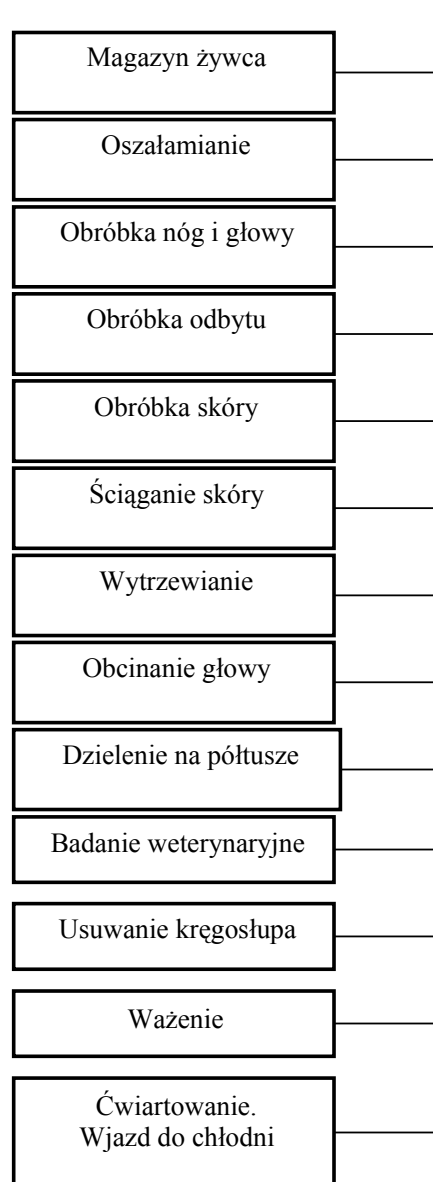 Magazyn żywca
Oszałamianie
Obróbka nóg i głowy
Obróbka odbytu
Obróbka skóry
Ściąganie skóry
Wytrzewianie
Obcinanie głowy
Dzielenie na półtusze
Badanie weterynaryjne
Usuwanie kręgosłupa
Ważenie
Ćwiartowanie.
Wjazd do chłodni